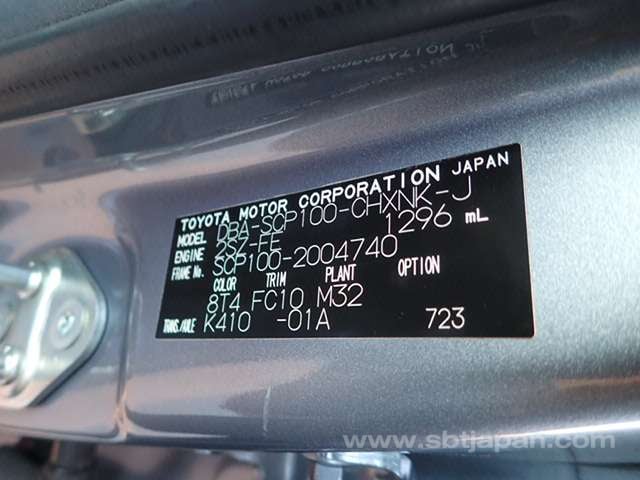 TOYOTA MOTOR CORPORATION JAPAN
MODEL DBA-SCP100-CHXNK-J
ENGINE 2SZ-FE 1296 mL
FRAME No. SCP100-2004740
COLOR TRIM PLANT OPTION
8T4 FC10 M32
TRANS./AXLE K410 -01A 723
www.sbtjapan.com